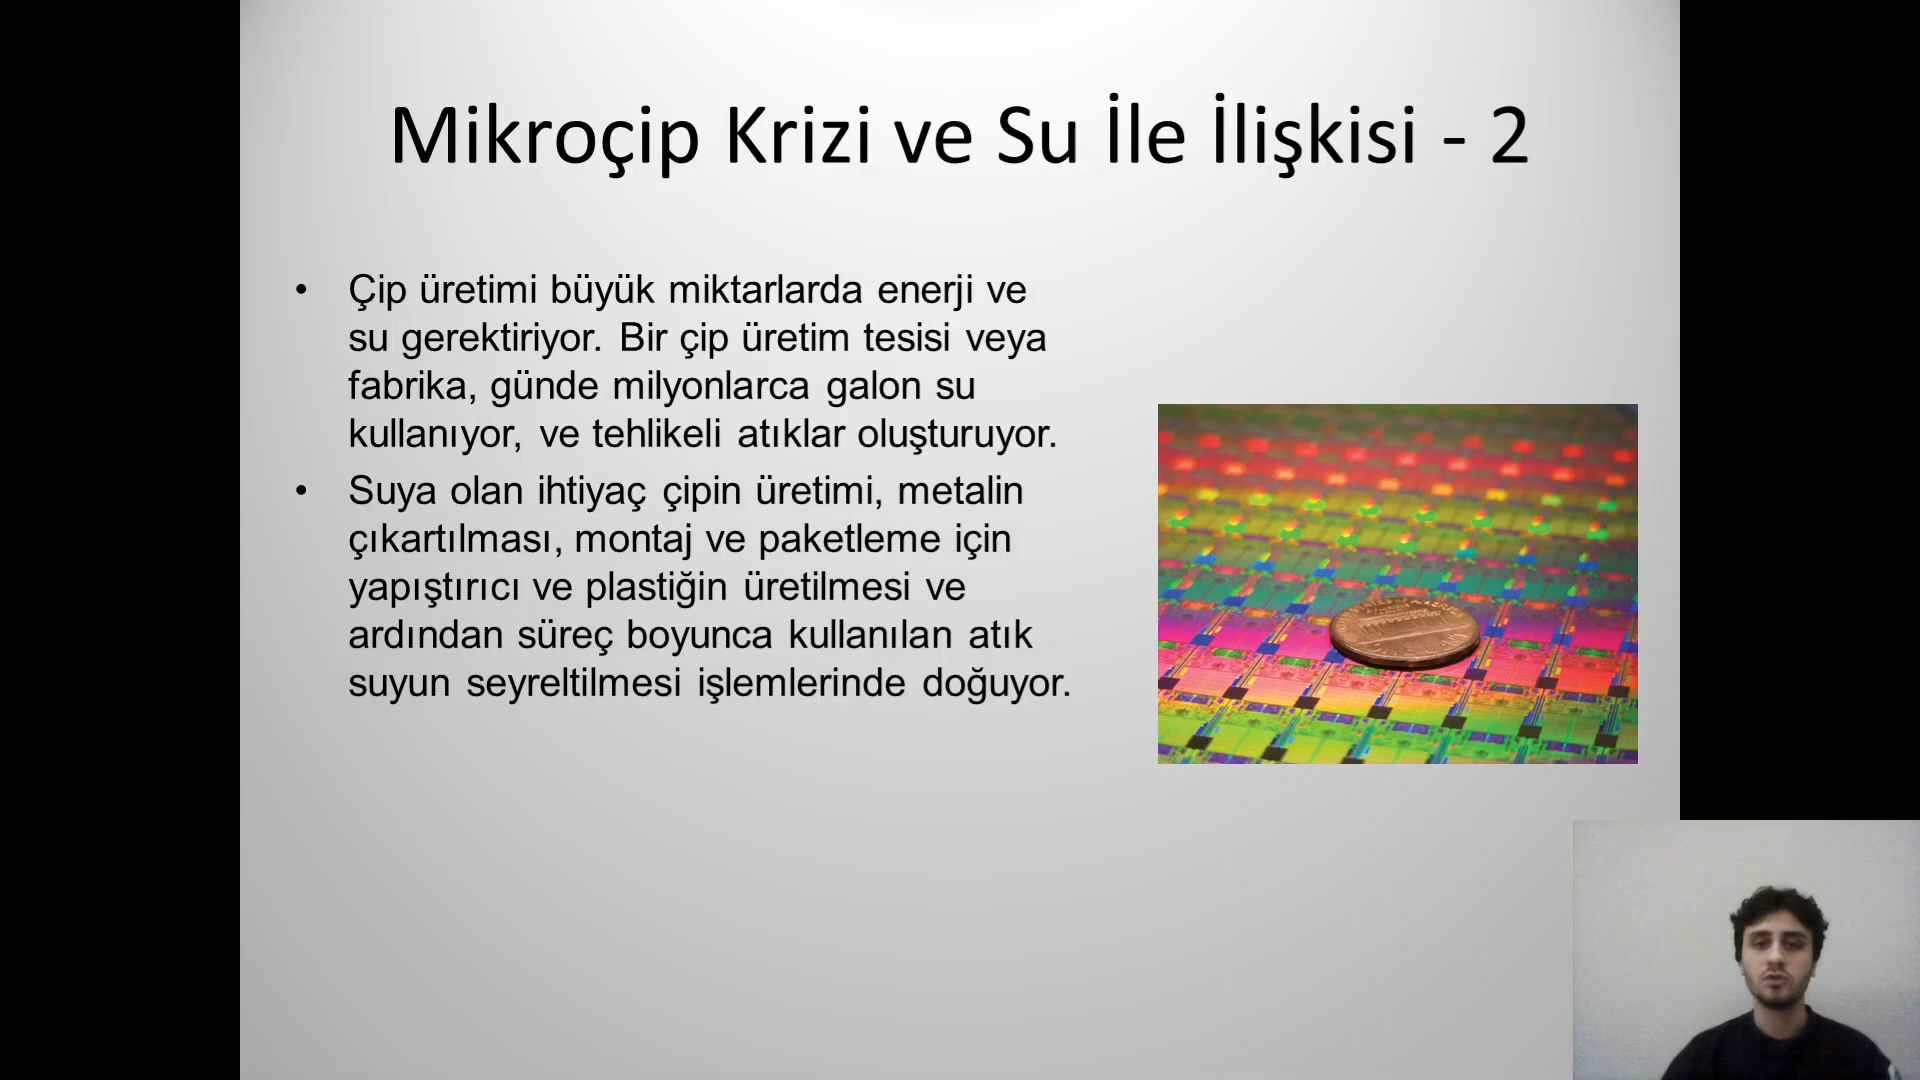 Mikroçip Krizi ve Su İle İlişkisi - 2
• Çip üretimi büyük miktarlarda enerji ve
su gerektiriyor. Bir çip üretim tesisi veya
fabrika, günde milyonlarca galon su
kullanıyor, ve tehlikeli atıklar oluşturuyor.
• Suya olan ihtiyaç çipin üretimi, metalin
çıkartılması, montaj ve paketleme için
yapıştırıcı ve plastiğin üretilmesi ve
ardından süreç boyunca kullanılan atık
suyun seyreltilmesi işlemlerinde doğuyor.